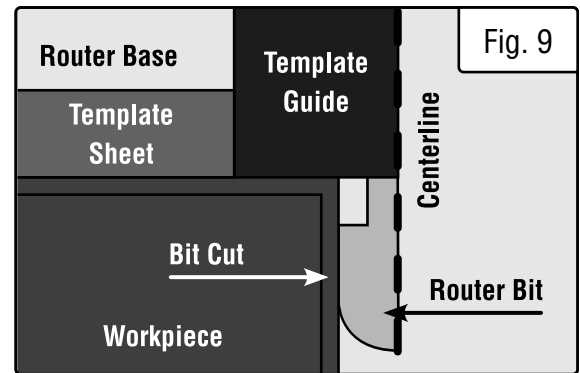 Fig. 9
Router Base
Template
Guide
Template
Sheet
Centerline
Bit Cut
Router Bit
Workpiece